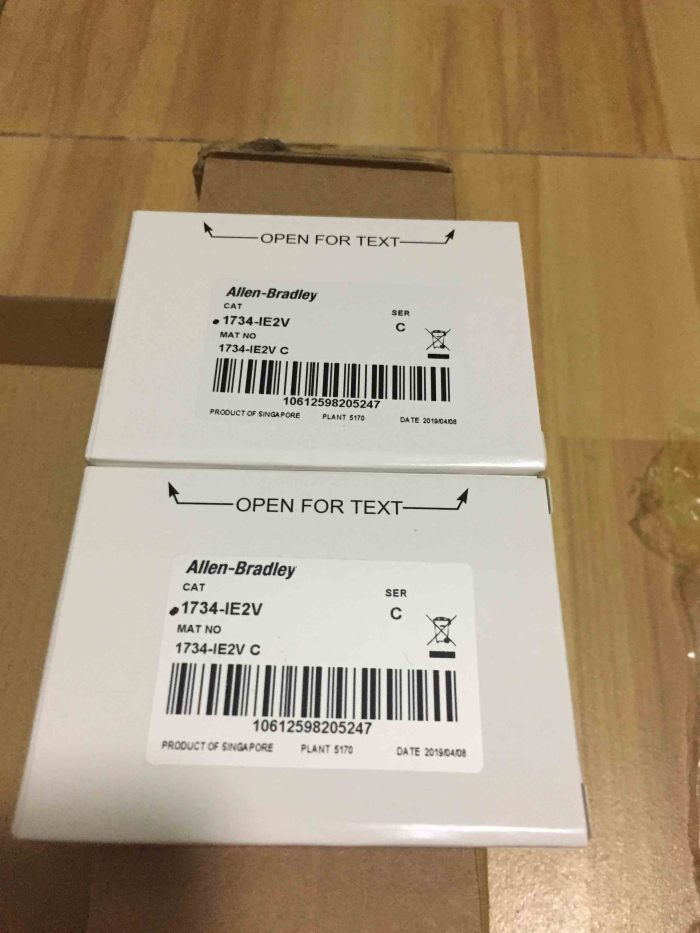 OPEN FOR TEXT
Allen-Bradley
CAT
SER
1734-IE2V
C
MAT NO
1734-IE2V C
10612598205247
PRODUCT OF SINGAPORE PLANT 5170 DATE 2019/04/08
OPEN FOR TEXT
Allen-Bradley
CAT
SER
1734-IE2V
C
MAT NO
1734-IE2V C
10612598205247
PRODUCT OF SINGAPORE PLANT 5170 DATE 2019/04/08